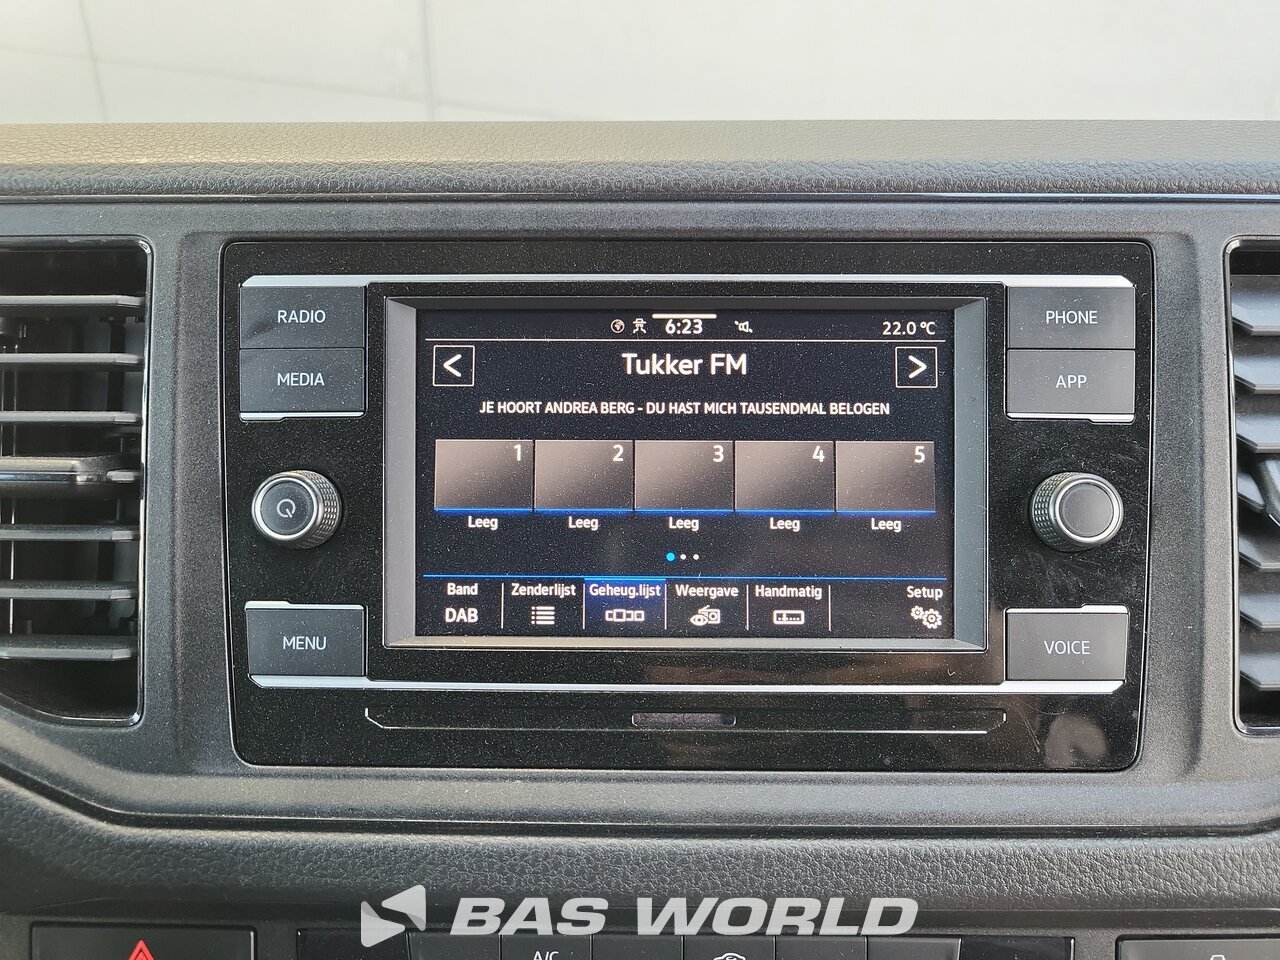 RADIO
MEDIA
MENU
PHONE
APP
VOICE
6:23
22.0 °C
< Tukker FM >
JE HOORT ANDREA BERG - DU HAST MICH TAUSENDMAL BELOGEN
1 2 3 4 5
Leeg Leeg Leeg Leeg Leeg
Band Zenderlijst Geheug.lijst Weergave Handmatig Setup
DAB
BAS WORLD
A/C